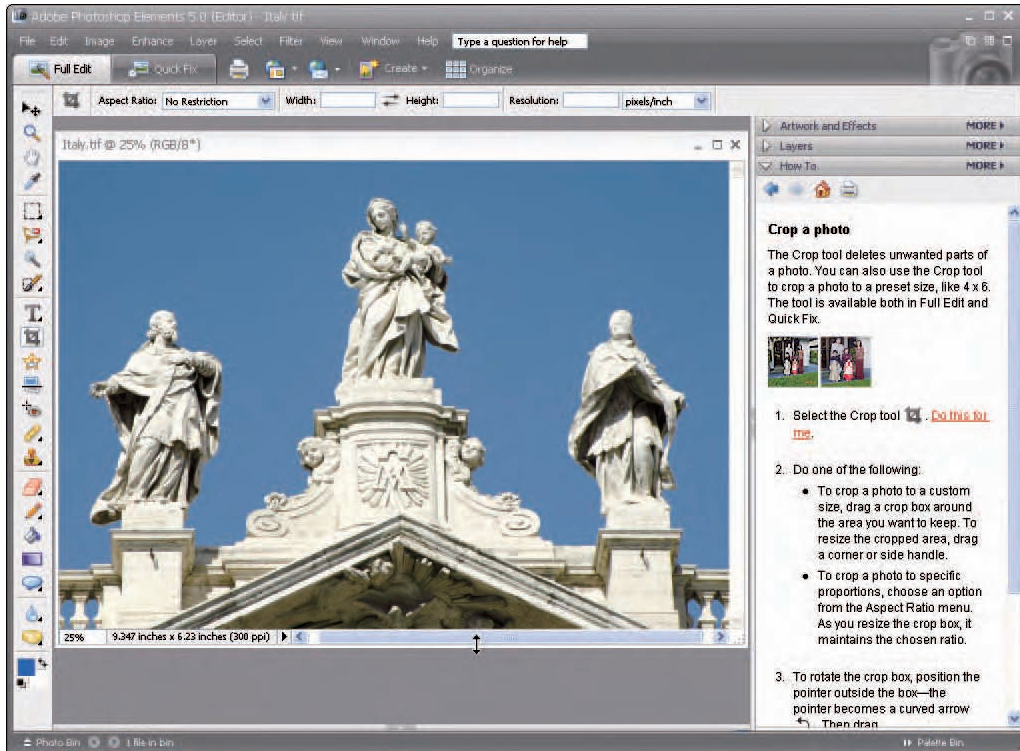 Adobe Photoshop Elements 5.0 (Editor) - Italy.tif
File Edit Image Enhance Layer Select Filter View Window Help Type a question for help
Full Edit Quick Fix Create Organize
Aspect Ratio: No Restriction Width: Height: Resolution: pixels/inch
Italy.tif @ 25% (RGB/8*)
25% 9.347 inches x 6.23 inches (300 ppi)
Artwork and Effects MORE
Layers MORE
How To MORE
Crop a photo
The Crop tool deletes unwanted parts of
a photo. You can also use the Crop tool
to crop a photo to a preset size, like 4 x 6.
The tool is available both in Full Edit and
Quick Fix.
1. Select the Crop tool . Do this for
me.
2. Do one of the following:
• To crop a photo to a custom
size, drag a crop box around
the area you want to keep. To
resize the cropped area, drag
a corner or side handle.
• To crop a photo to specific
proportions, choose an option
from the Aspect Ratio menu.
As you resize the crop box, it
maintains the chosen ratio.
3. To rotate the crop box, position the
pointer outside the box—the
pointer becomes a curved arrow
. Then drag.
Photo Bin 1 file in bin Palette Bin